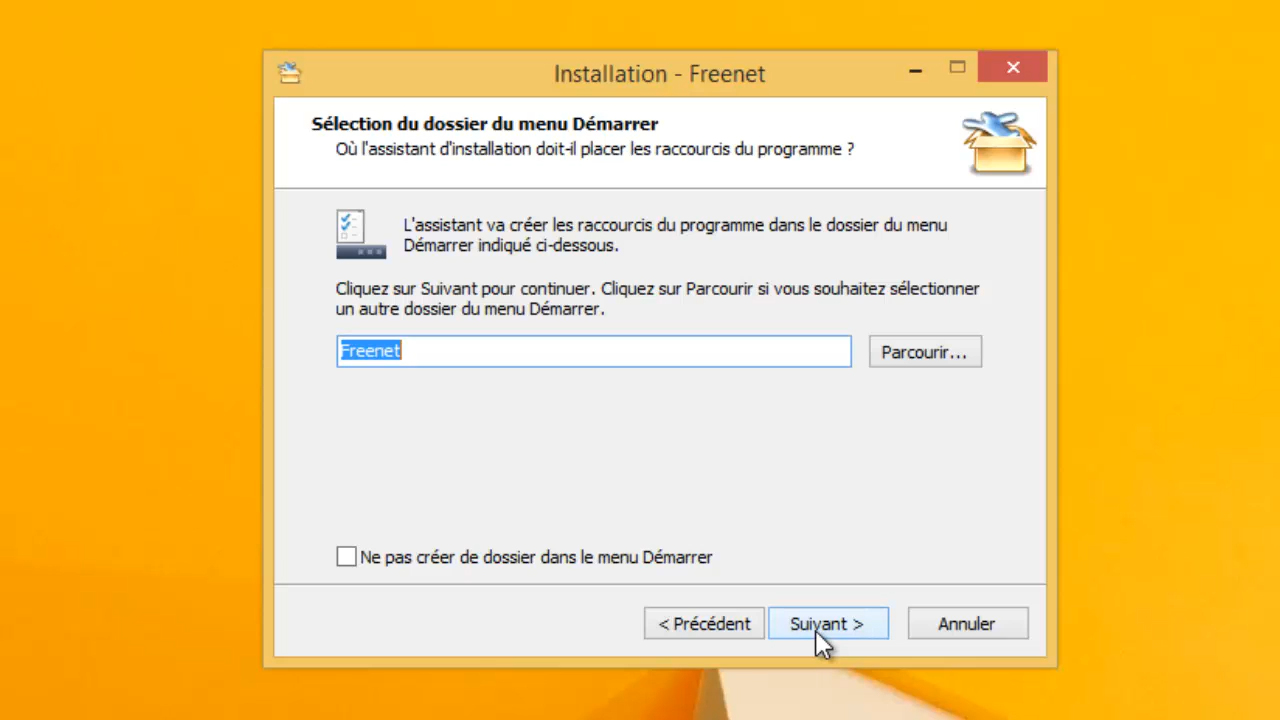 Installation - Freenet
Sélection du dossier du menu Démarrer
Où l'assistant d'installation doit-il placer les raccourcis du programme ?
L'assistant va créer les raccourcis du programme dans le dossier du menu
Démarrer indiqué ci-dessous.
Cliquez sur Suivant pour continuer. Cliquez sur Parcourir si vous souhaitez sélectionner
un autre dossier du menu Démarrer.
Freenet
Parcourir...
Ne pas créer de dossier dans le menu Démarrer
< Précédent
Suivant >
Annuler